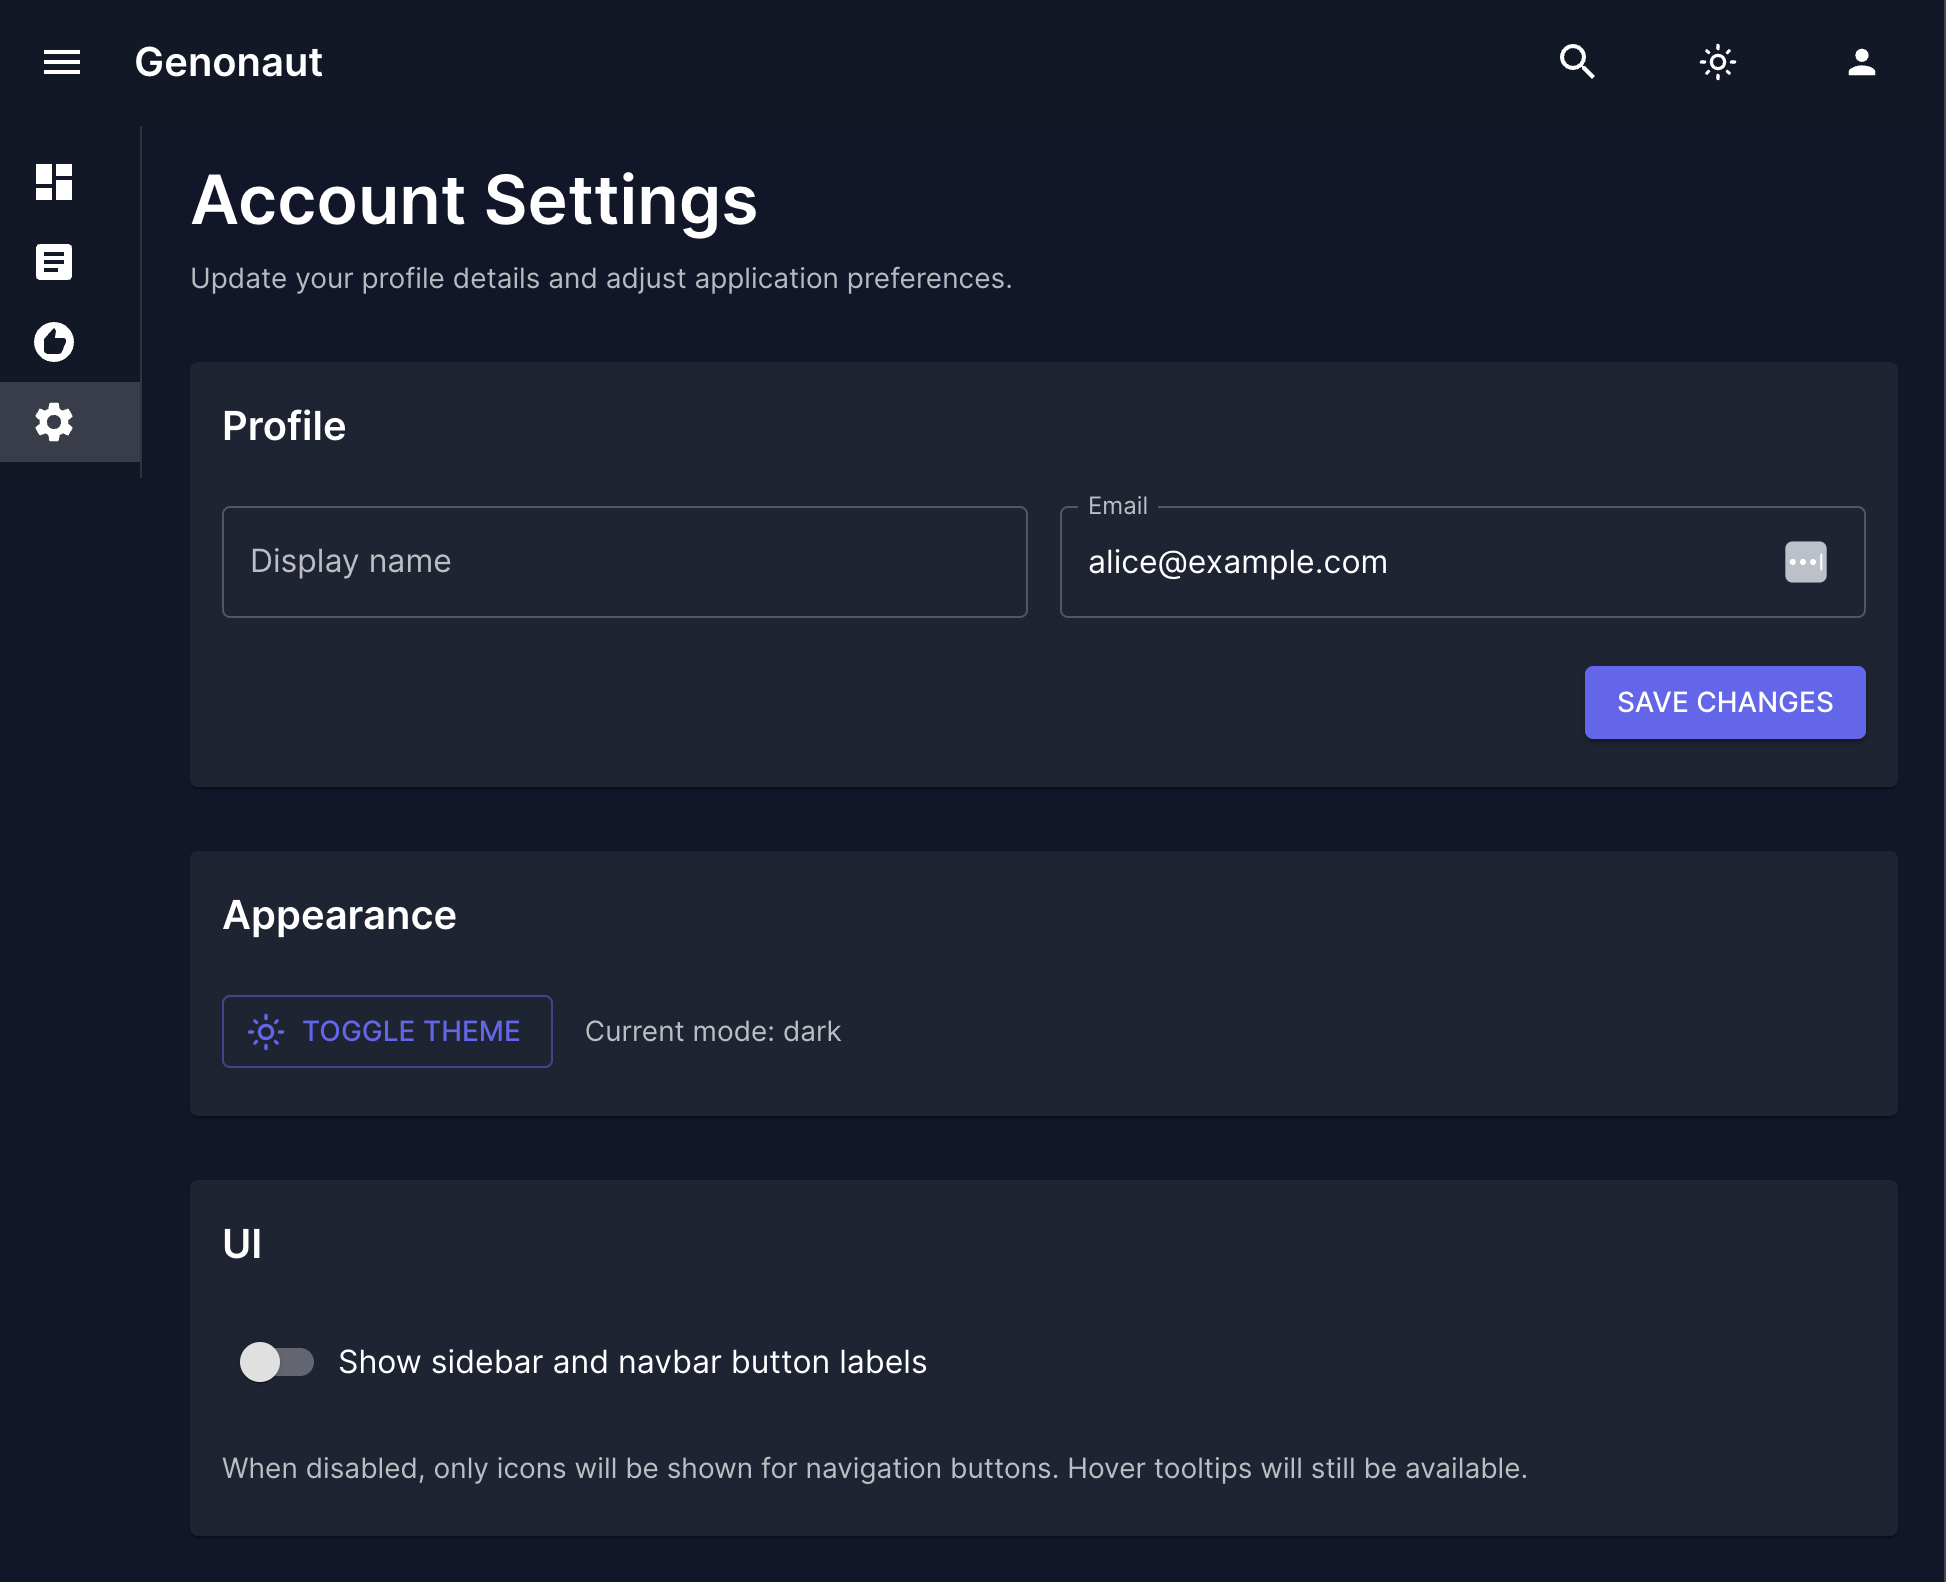 Genonaut
Account Settings
Update your profile details and adjust application preferences.
Profile
Display name
Email
alice@example.com
SAVE CHANGES
Appearance
TOGGLE THEME
Current mode: dark
UI
Show sidebar and navbar button labels
When disabled, only icons will be shown for navigation buttons. Hover tooltips will still be available.